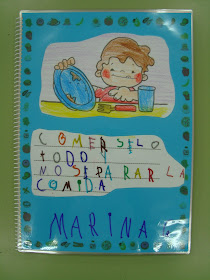 COMERSELO
TODO Y
NO SEPARAR LA
COMIDA
MARINA